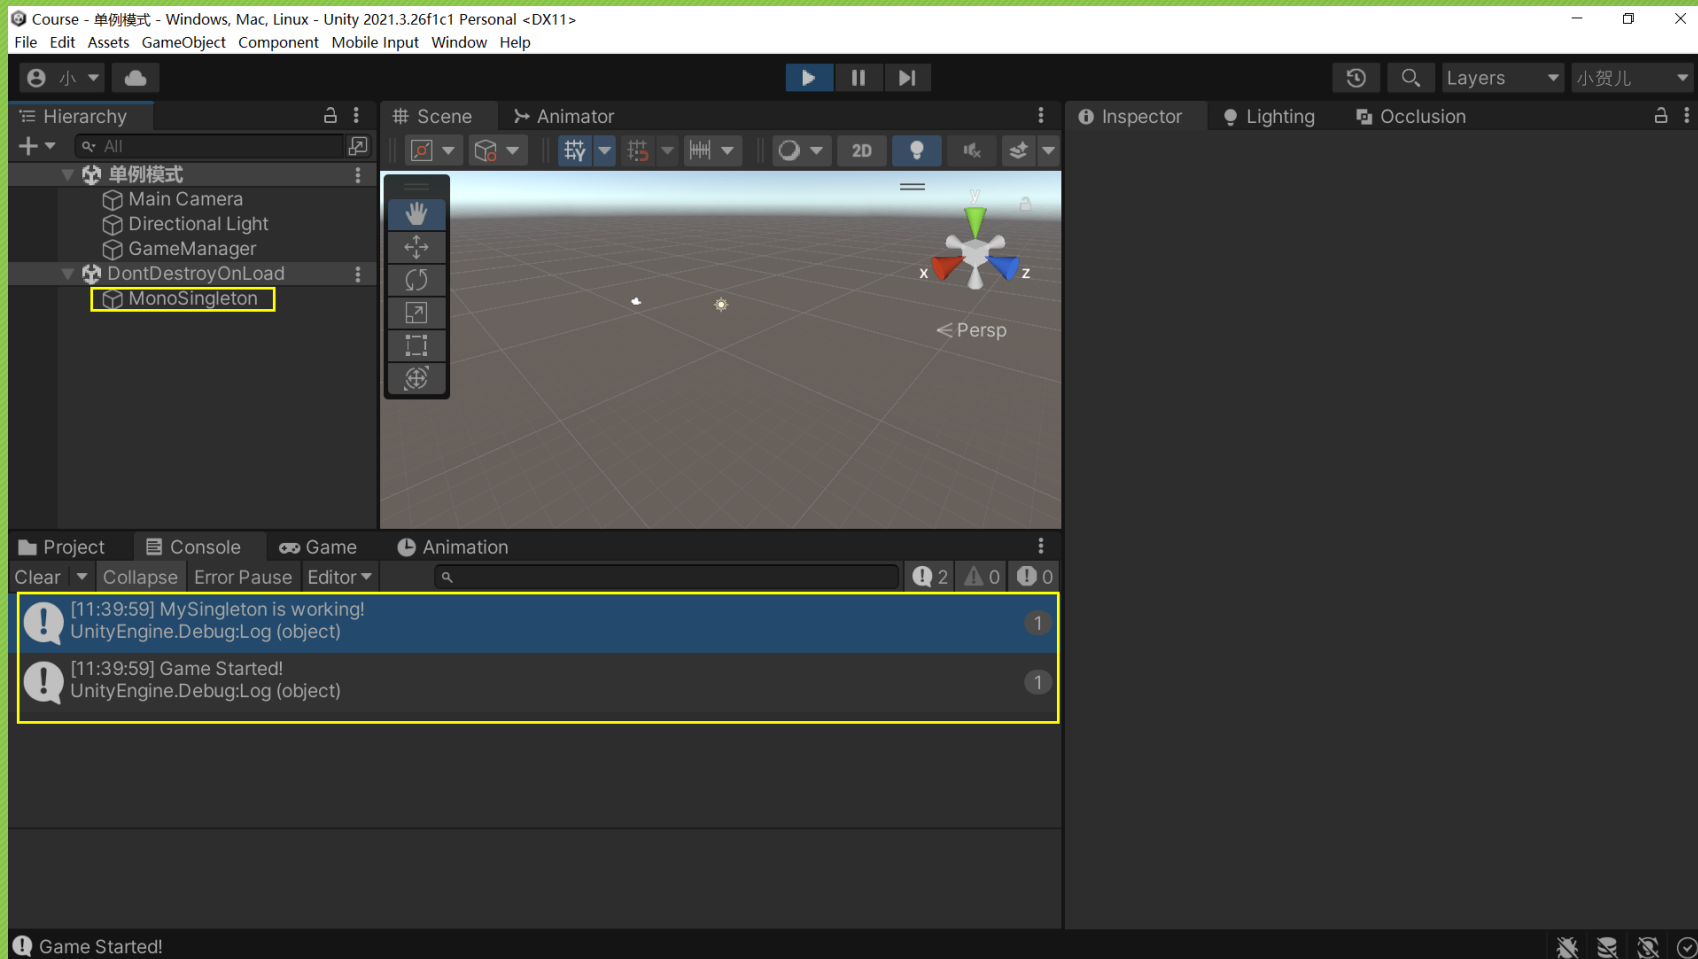 Course - 单例模式 - Windows, Mac, Linux - Unity 2021.3.26f1c1 Personal <DX11>
File Edit Assets GameObject Component Mobile Input Window Help
小 Layers 小贺儿
Hierarchy Scene Animator Inspector Lighting Occlusion
All 2D
单例模式
Main Camera
Directional Light
GameManager
DontDestroyOnLoad
MonoSingleton
y
x z
Persp
Project Console Game Animation
Clear Collapse Error Pause Editor 2 0 0
[11:39:59] MySingleton is working!
UnityEngine.Debug:Log (object)
1
[11:39:59] Game Started!
UnityEngine.Debug:Log (object)
1
Game Started!